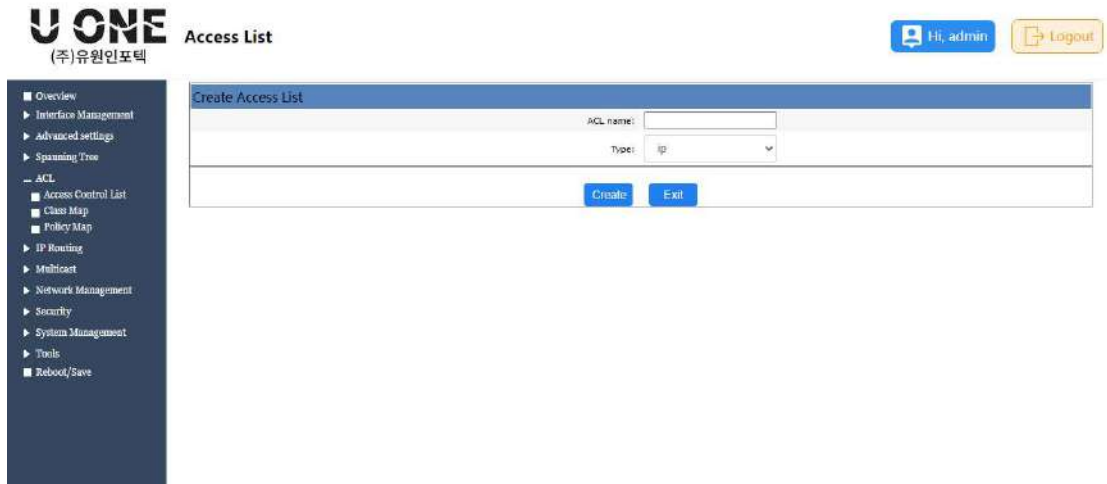 U ONE
(주)유원인포텍
Access List
Hi, admin
Logout
Overview
Interface Management
Advanced settings
Spanning Tree
ACL
Access Control List
Class Map
Policy Map
IP Routing
Multicast
Network Management
Security
System Management
Tools
Reboot/Save
Create Access List
ACL name:
Type: ip
Create Exit